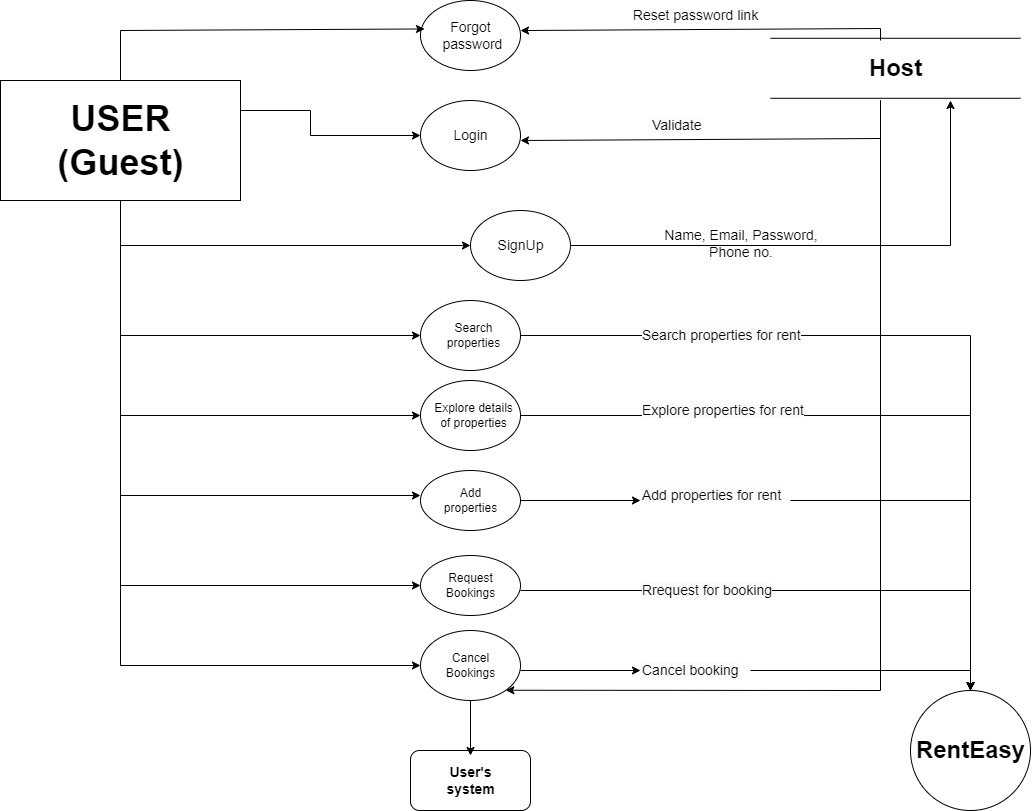 Forgot
password
Reset password link
Host
USER
(Guest)
Login
Validate
SignUp
Name, Email, Password,
Phone no.
Search
properties
Search properties for rent
Explore details
of properties
Explore properties for rent
Add
properties
Add properties for rent
Request
Bookings
Rrequest for booking
Cancel
Bookings
Cancel booking
RentEasy
User's
system